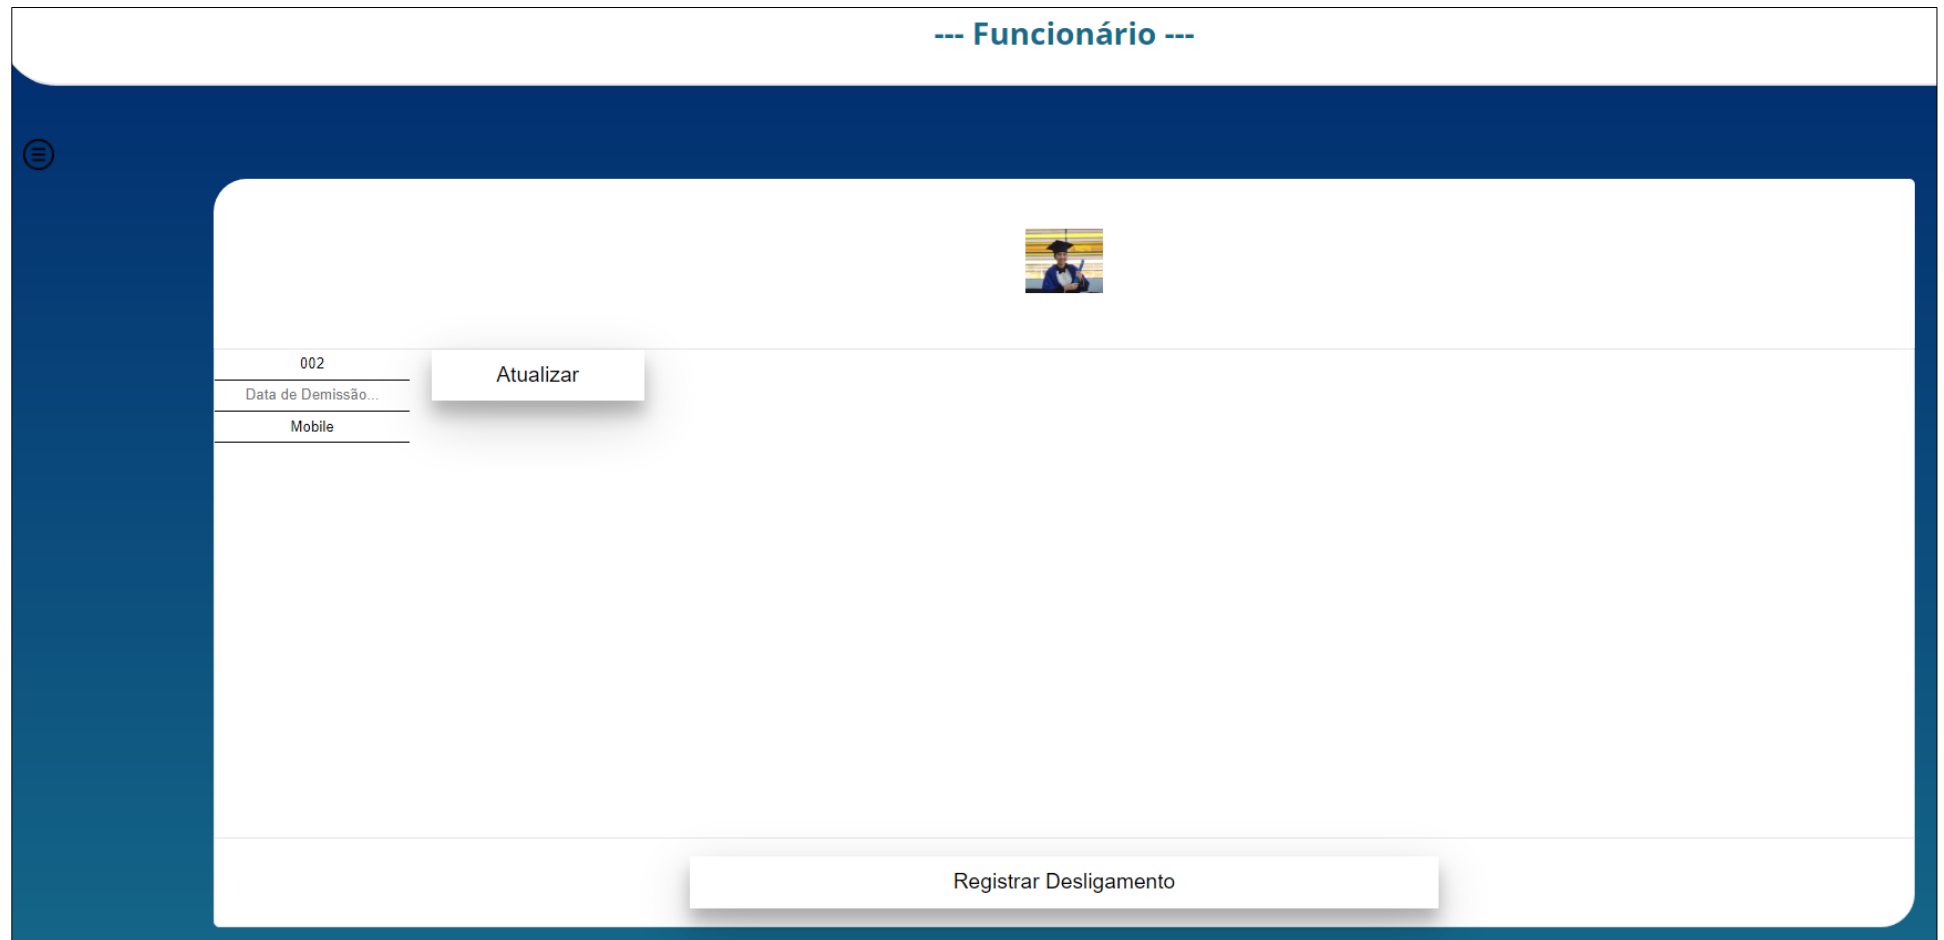 --- Funcionário ---
002
Atualizar
Data de Demissão...
Mobile
Registrar Desligamento